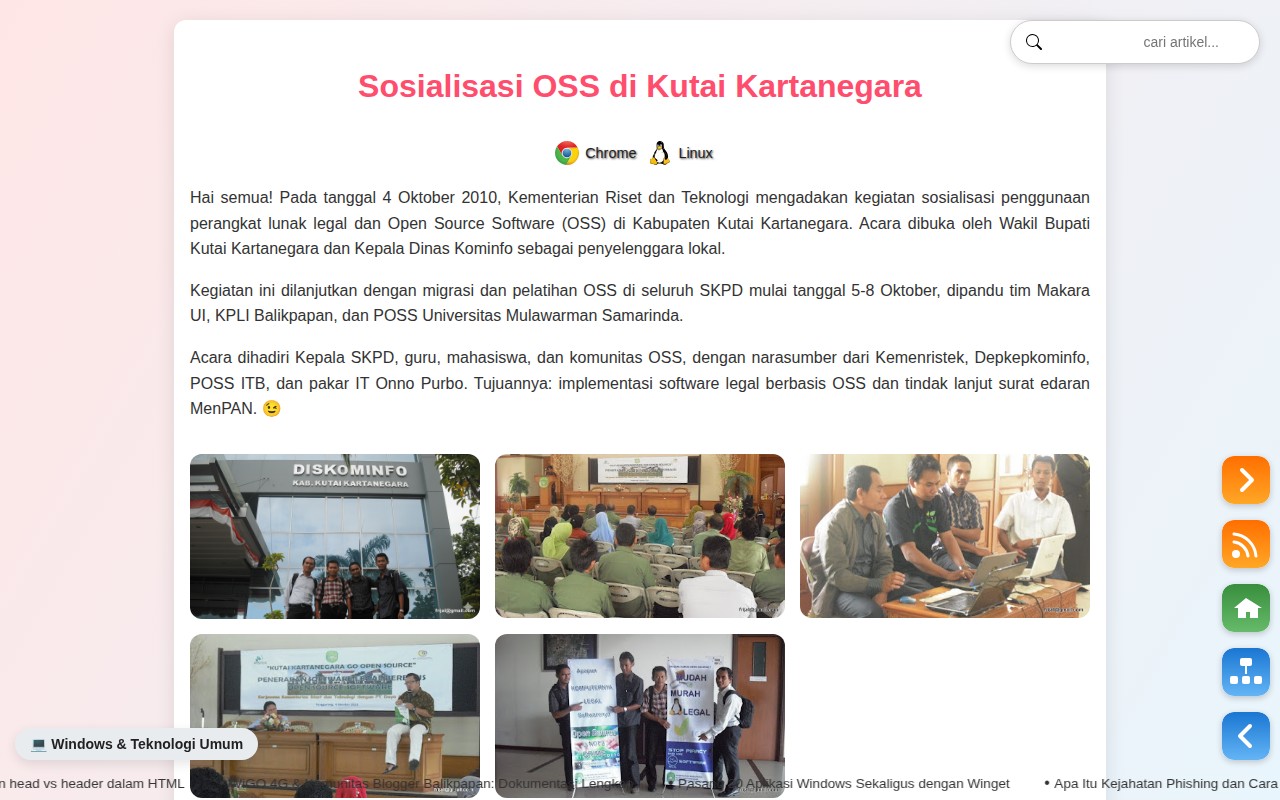 cari artikel...
Sosialisasi OSS di Kutai Kartanegara
Chrome Linux
Hai semua! Pada tanggal 4 Oktober 2010, Kementerian Riset dan Teknologi mengadakan kegiatan sosialisasi penggunaan
perangkat lunak legal dan Open Source Software (OSS) di Kabupaten Kutai Kartanegara. Acara dibuka oleh Wakil Bupati
Kutai Kartanegara dan Kepala Dinas Kominfo sebagai penyelenggara lokal.
Kegiatan ini dilanjutkan dengan migrasi dan pelatihan OSS di seluruh SKPD mulai tanggal 5-8 Oktober, dipandu tim Makara
UI, KPLI Balikpapan, dan POSS Universitas Mulawarman Samarinda.
Acara dihadiri Kepala SKPD, guru, mahasiswa, dan komunitas OSS, dengan narasumber dari Kemenristek, Depkepkominfo,
POSS ITB, dan pakar IT Onno Purbo. Tujuannya: implementasi software legal berbasis OSS dan tindak lanjut surat edaran
MenPAN. 😉
DISKOMINFO
KAB. KUTAI KARTANEGARA
"KUTAI KARTANEGARA GO OPEN SOURCE"
KOMPUTERNYA
LEGAL
MUDAH
MURAH
LEGAL
STOP PIRACY
💻 Windows & Teknologi Umum
n head vs header dalam HTML
4G & Komunitas Blogger Balikpapan: Dokumentasi
• Pasang Aplikasi Windows Sekaligus dengan Winget
• Apa Itu Kejahatan Phishing dan Cara